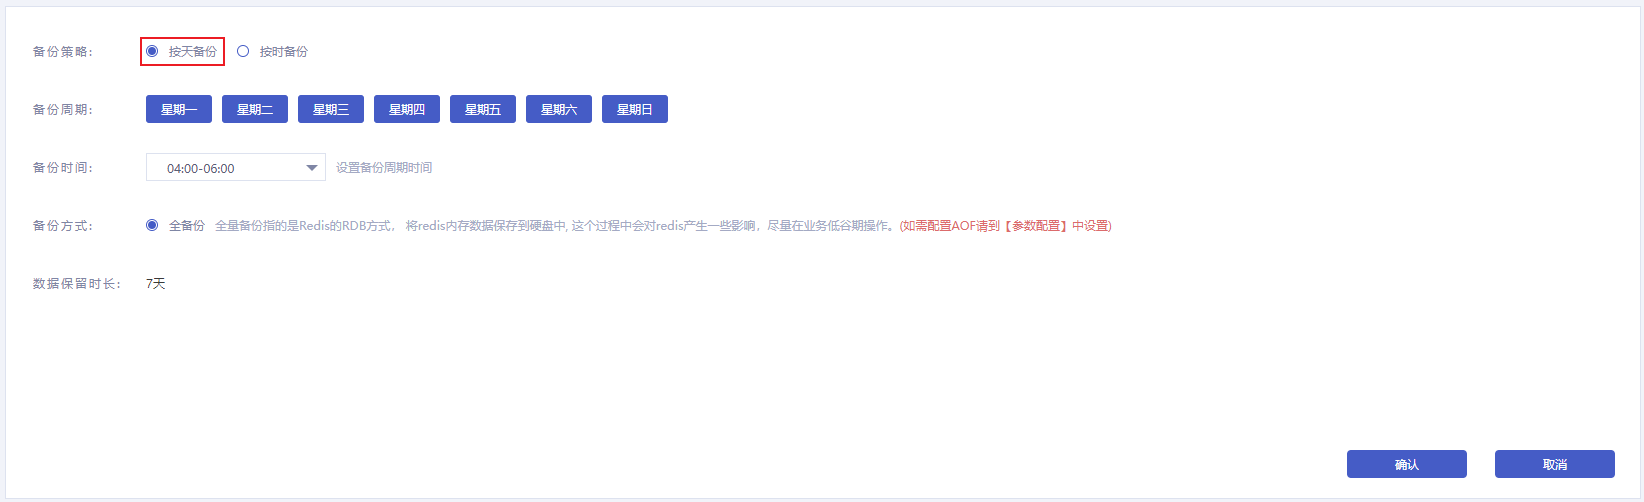 备份策略: 按天备份 按时备份
备份周期: 星期一 星期二 星期三 星期四 星期五 星期六 星期日
备份时间: 04:00-06:00 设置备份周期时间
备份方式: 全备份 全量备份指的是Redis的RDB方式， 将redis内存数据保存到硬盘中, 这个过程中会对redis产生一些影响，尽量在业务低谷期操作。(如需配置AOF请到【参数配置】中设置)
数据保留时长: 7天
确认 取消